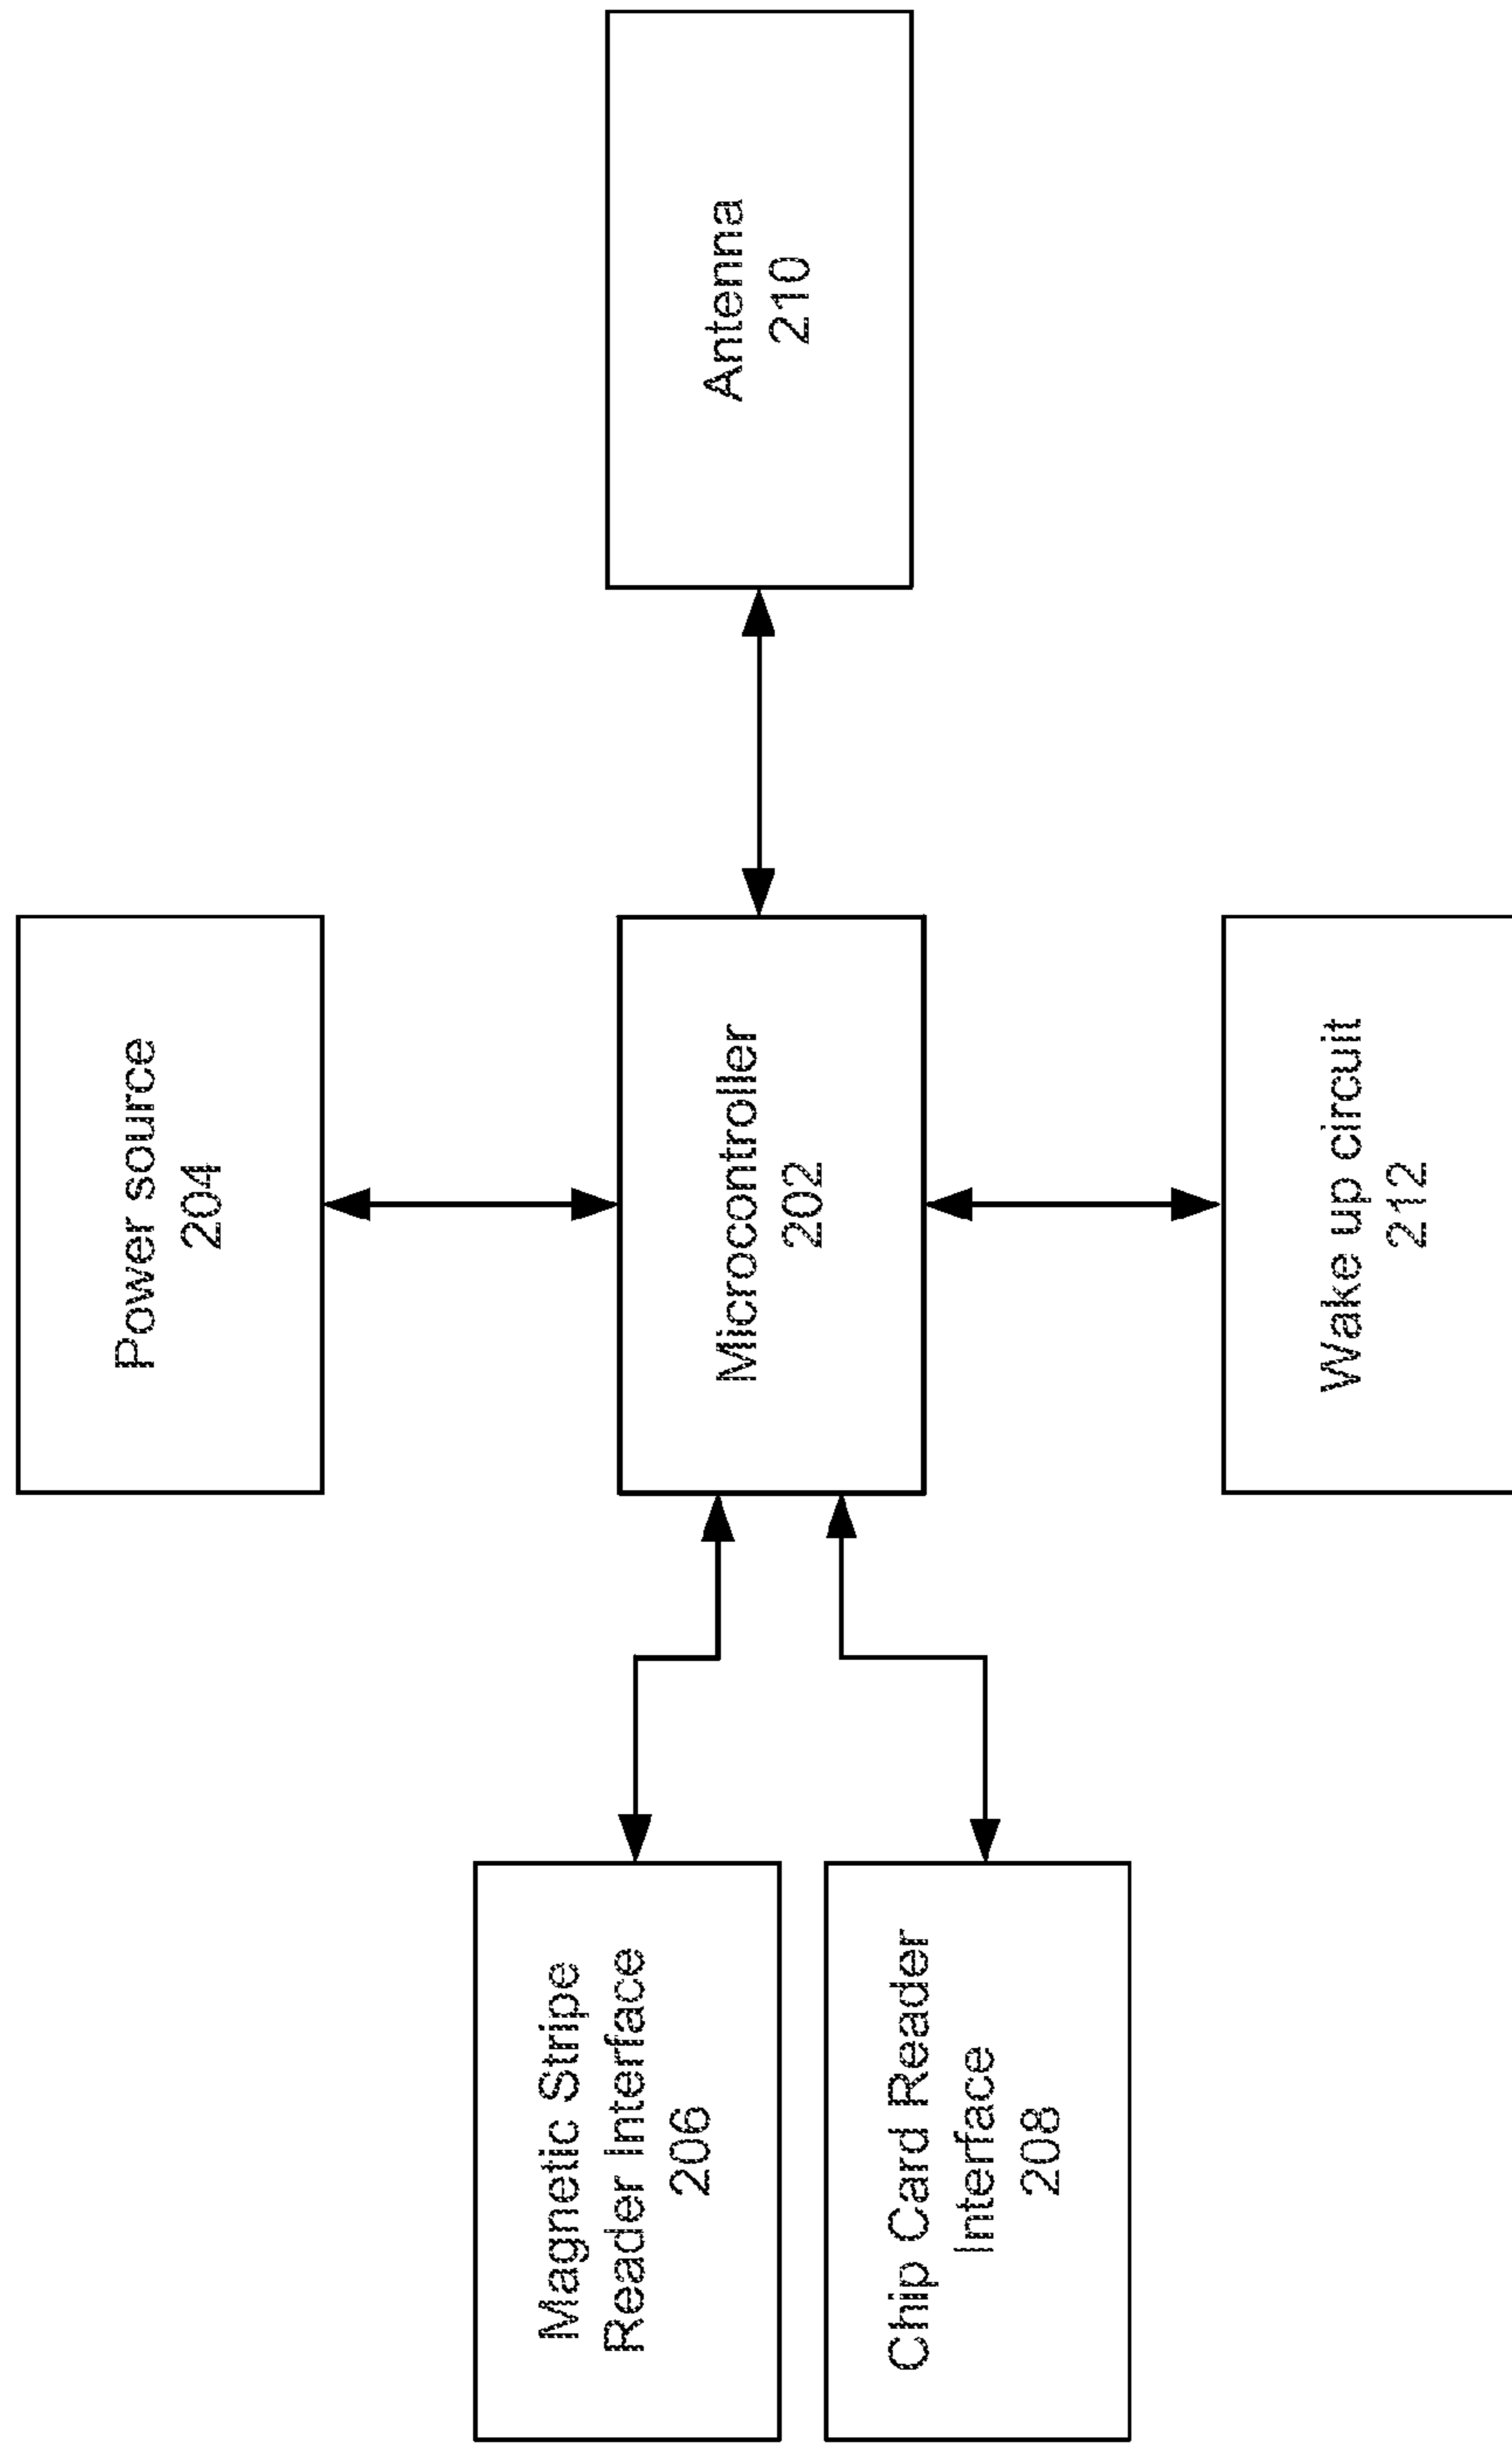 Power source
204
Magnetic Stripe
Reader Interface
206
Microcontroller
202
Antenna
210
Chip Card Reader
Interface
208
Wake up circuit
212